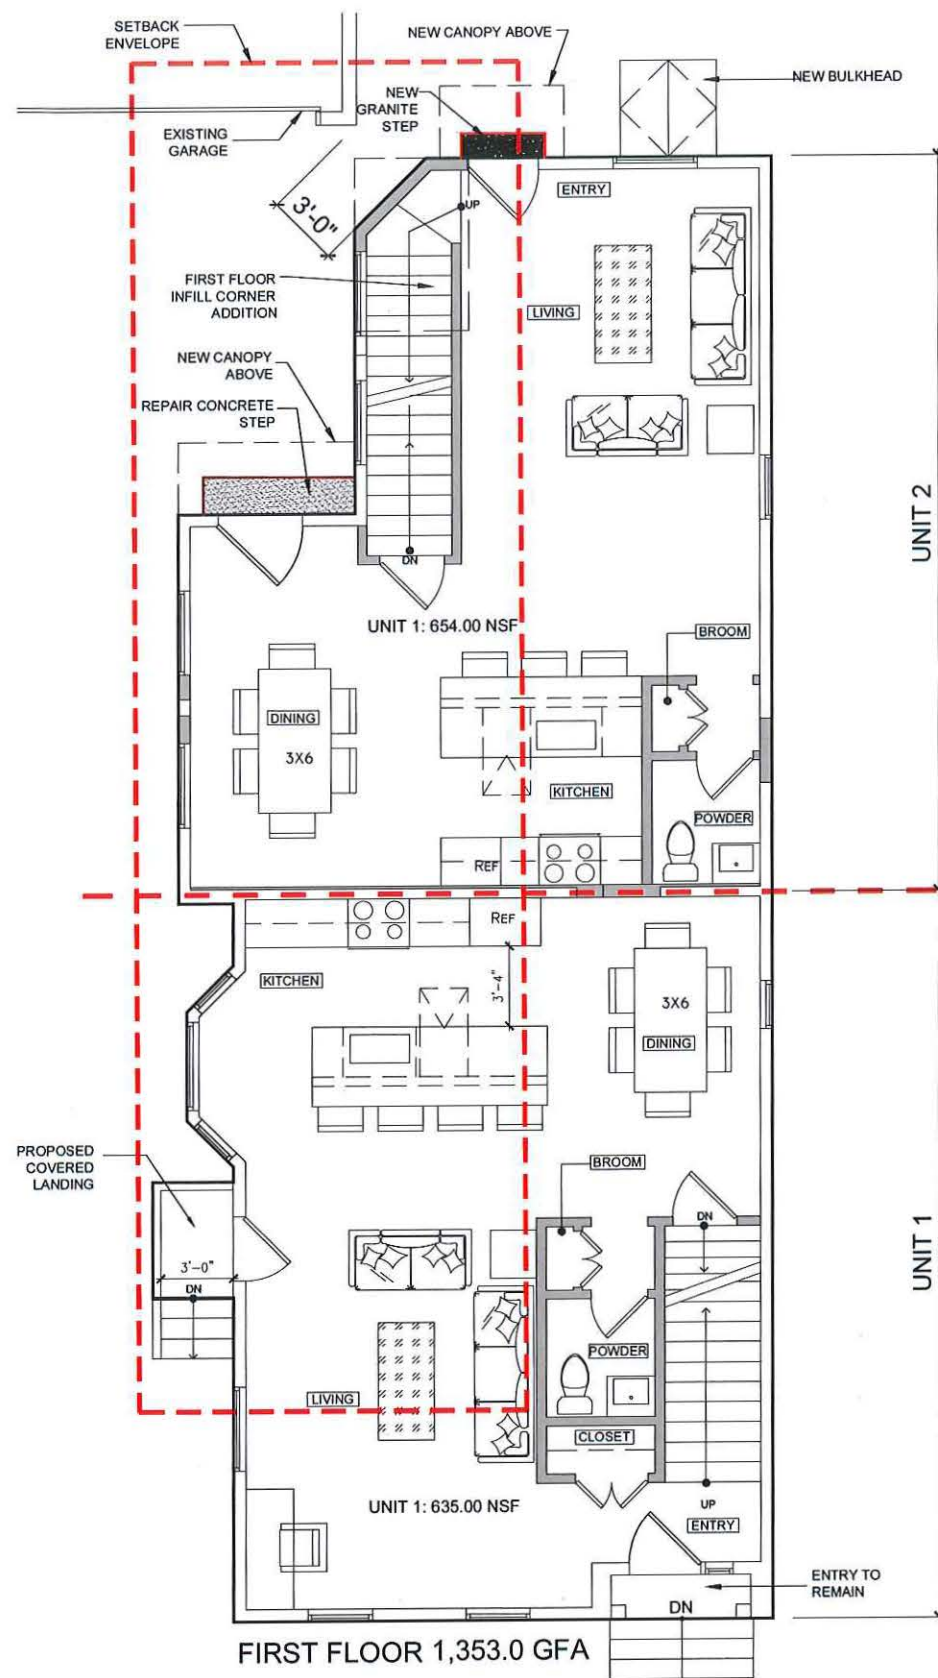 SETBACK
ENVELOPE
NEW CANOPY ABOVE
NEW
GRANITE
STEP
NEW BULKHEAD
EXISTING
GARAGE
3'-0"
UP
ENTRY
FIRST FLOOR
INFILL CORNER
ADDITION
LIVING
NEW CANOPY
ABOVE
REPAIR CONCRETE
STEP
UNIT 2
DN
UNIT 1: 654.00 NSF
BROOM
DINING
3X6
KITCHEN
POWDER
REF
REF
KITCHEN
3'-4"
3X6
DINING
PROPOSED
COVERED
LANDING
BROOM
DN
3'-0"
DN
UNIT 1
POWDER
LIVING
CLOSET
UNIT 1: 635.00 NSF
UP
ENTRY
ENTRY TO
REMAIN
DN
FIRST FLOOR 1,353.0 GFA